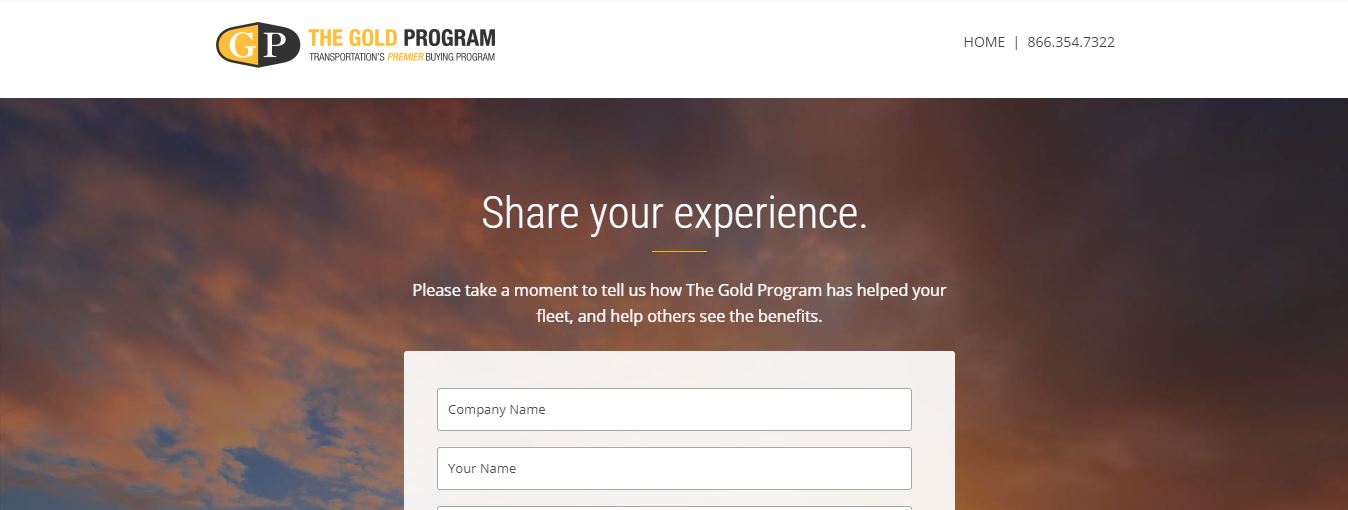 GP THE GOLD PROGRAM
TRANSPORTATION'S PREMIER BUYING PROGRAM
HOME | 866.354.7322
Share your experience.
Please take a moment to tell us how The Gold Program has helped your
fleet, and help others see the benefits.
Company Name
Your Name